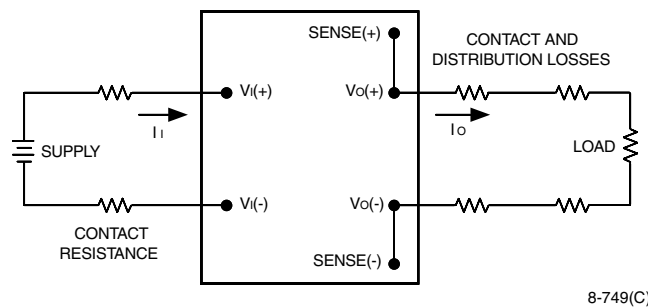 SENSE(+)
CONTACT AND
DISTRIBUTION LOSSES
VI(+)
VO(+)
II
IO
SUPPLY
LOAD
VI(-)
VO(-)
CONTACT
RESISTANCE
SENSE(-)
8-749(C)